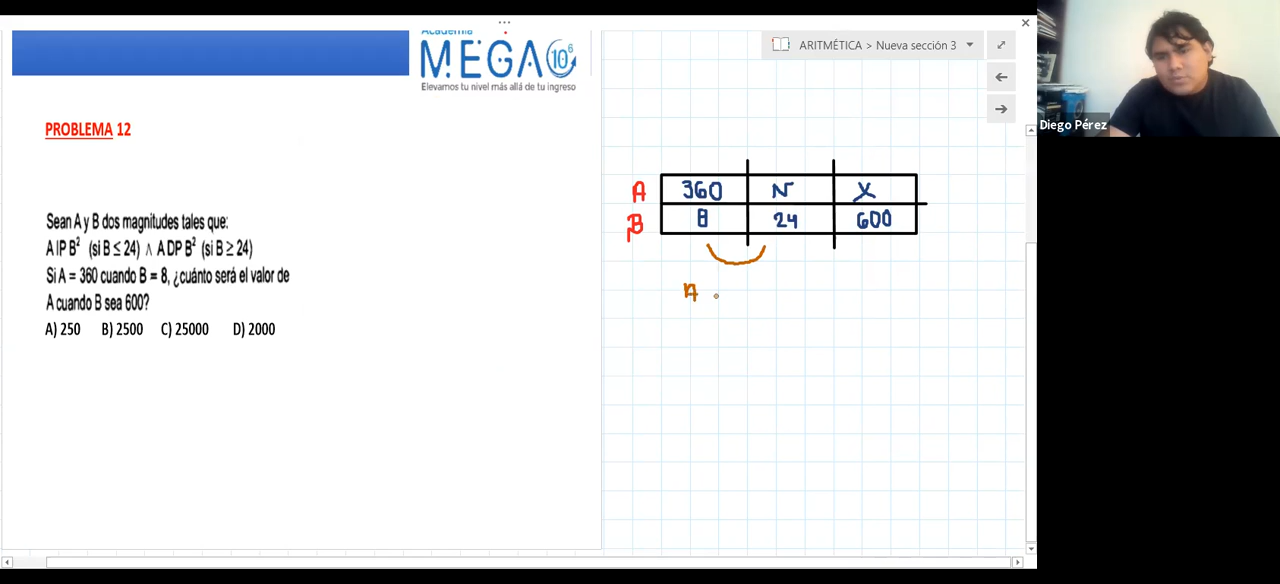 Academia
MEGA 10⁶
Elevamos tu nivel más allá de tu ingreso
ARITMÉTICA > Nueva sección 3
Diego Pérez
PROBLEMA 12
Sean A y B dos magnitudes tales que:
A IP B² (si B ≤ 24) ∧ A DP B² (si B ≥ 24)
Si A = 360 cuando B = 8, ¿cuánto será el valor de
A cuando B sea 600?
A) 250 B) 2500 C) 25000 D) 2000
A 360 N X
B 8 24 600
A